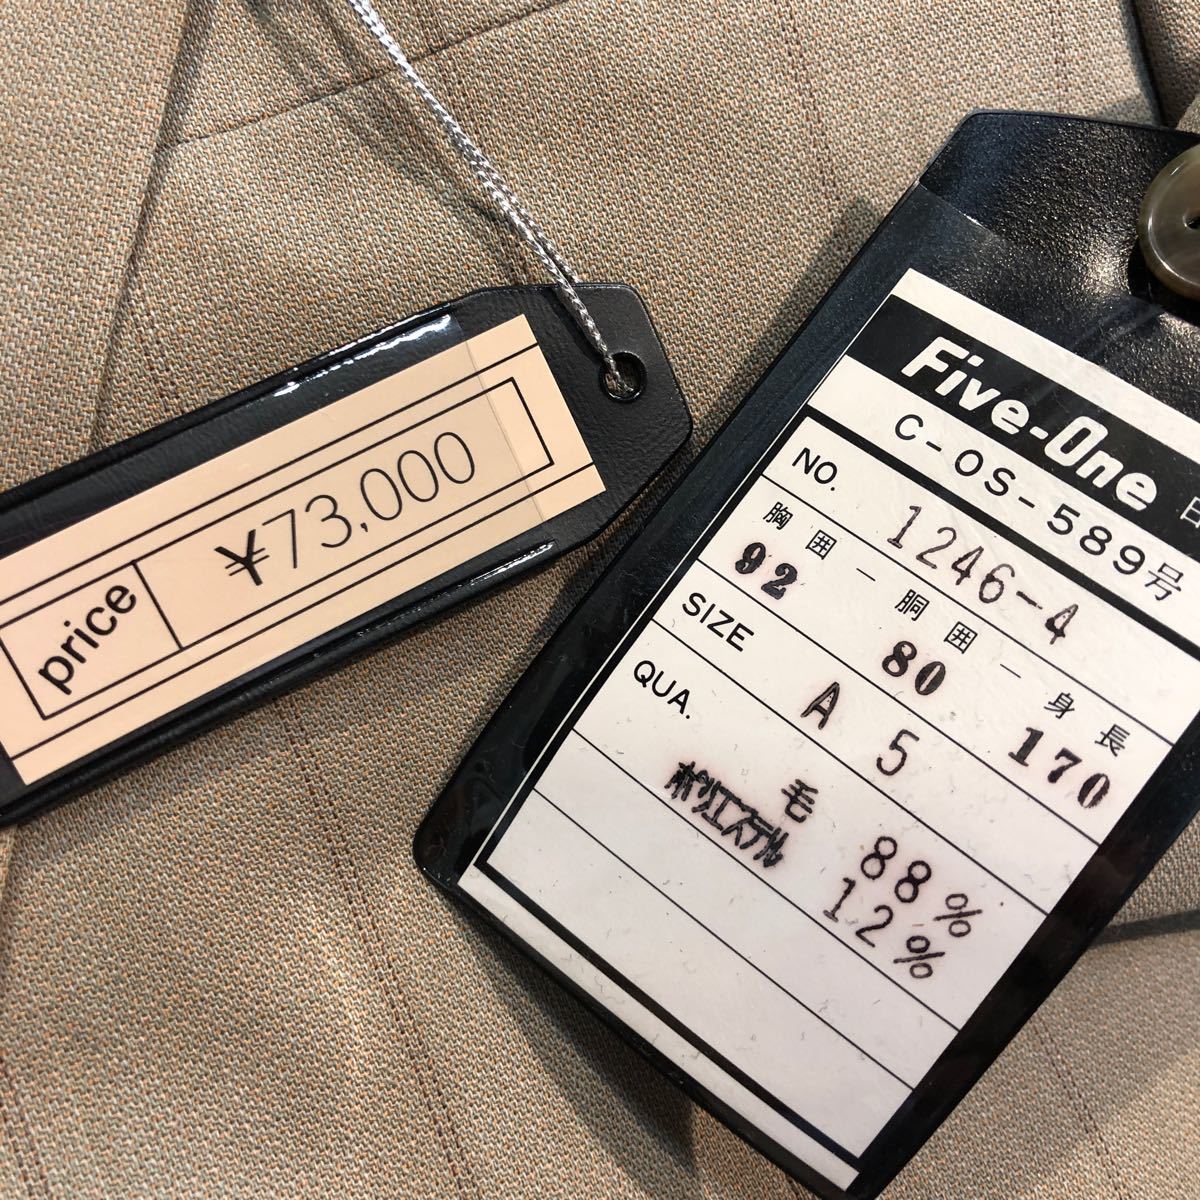 price ¥73,000
Five-One
C-OS-589号
NO. 1246-4
胸囲 — 胴囲 — 身長
92 80 170
SIZE A 5
QUA.
毛 88%
ポリエステル 12%